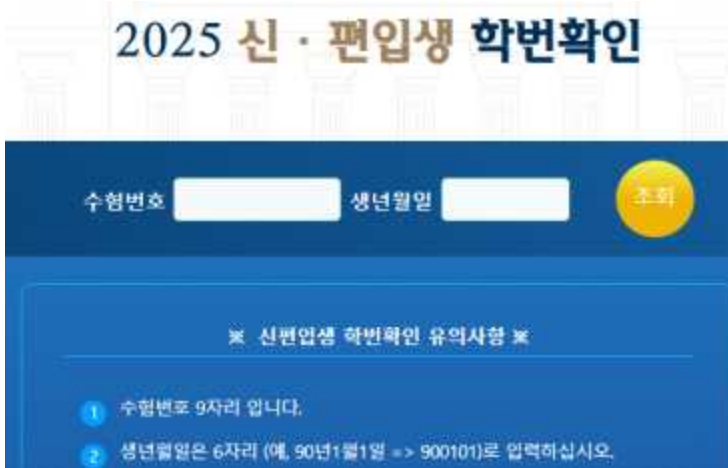 2025 신 · 편입생 학번확인
수험번호 생년월일 조회
※ 신편입생 학번확인 유의사항 ※
1 수험번호 9자리 입니다.
2 생년월일은 6자리 (예, 90년1월1일 => 900101)로 입력하십시오.